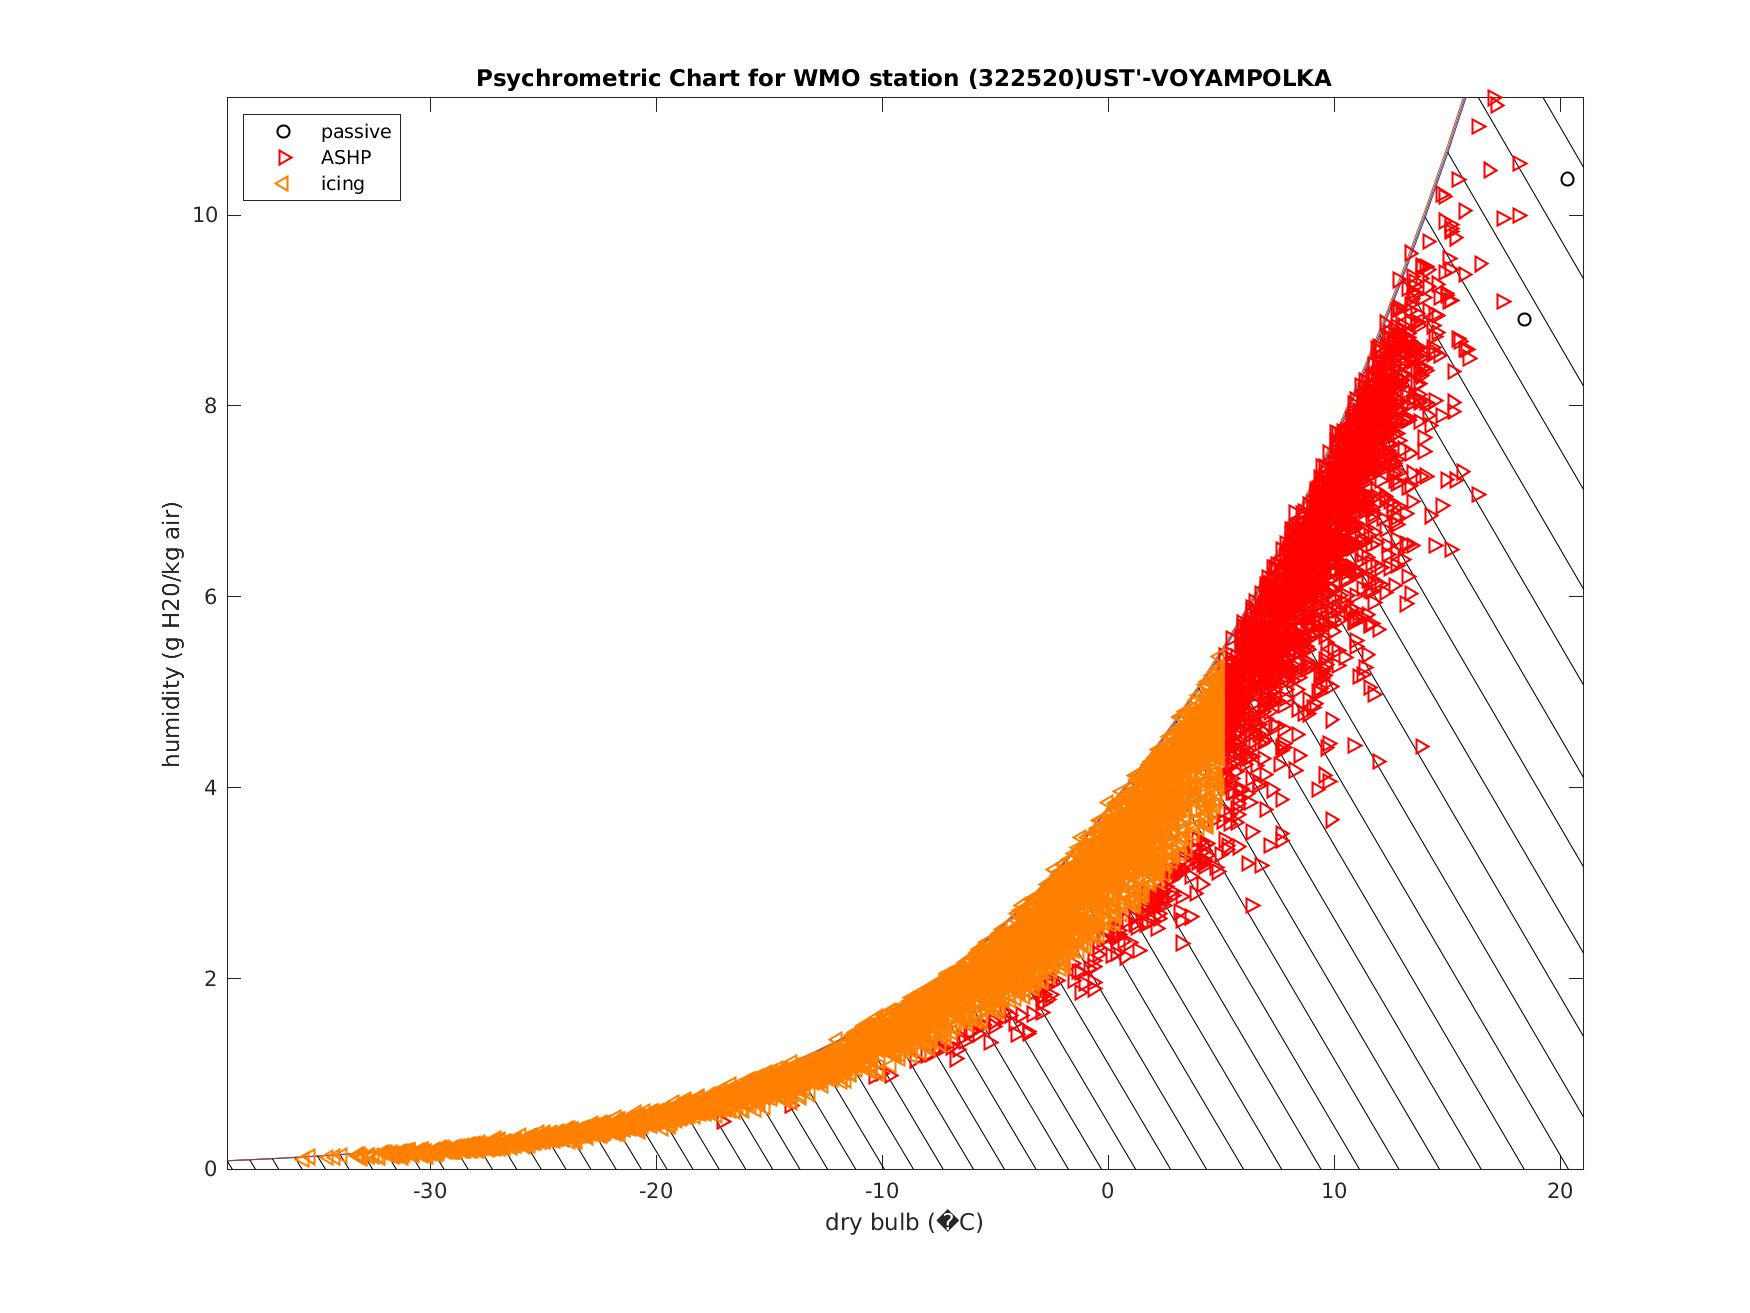 Psychrometric Chart for WMO station (322520)UST'-VOYAMPOLKA
passive
ASHP
icing
10
8
6
4
2
0
humidity (g H20/kg air)
-30
-20
-10
0
10
20
dry bulb (�C)